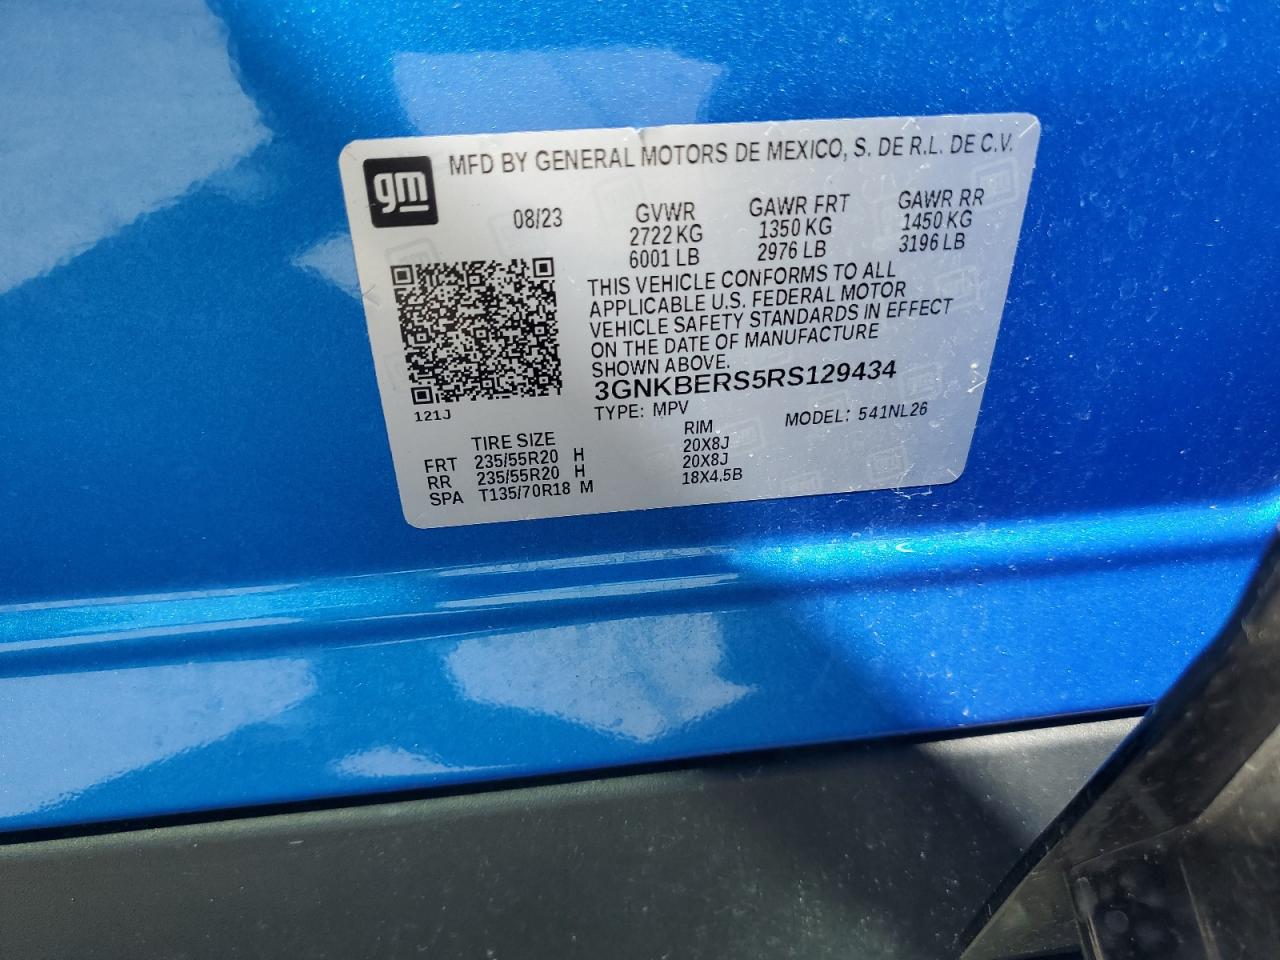 gm
MFD BY GENERAL MOTORS DE MEXICO, S. DE R.L. DE C.V.
08/23 GVWR GAWR FRT GAWR RR
2722 KG 1350 KG 1450 KG
6001 LB 2976 LB 3196 LB
THIS VEHICLE CONFORMS TO ALL
APPLICABLE U.S. FEDERAL MOTOR
VEHICLE SAFETY STANDARDS IN EFFECT
ON THE DATE OF MANUFACTURE
SHOWN ABOVE.
3GNKBERS5RS129434
121J
TYPE: MPV MODEL: 541NL26
TIRE SIZE RIM
FRT 235/55R20 H 20X8J
RR 235/55R20 H 20X8J
SPA T135/70R18 M 18X4.5B